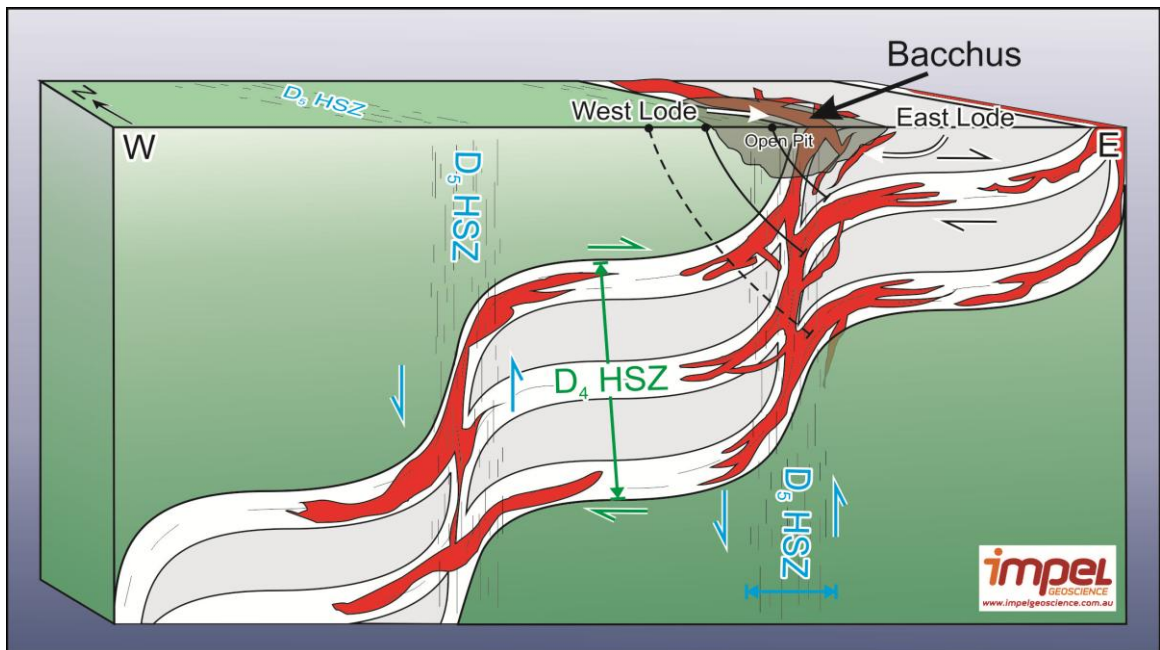 Bacchus
N
D₅ HSZ
West Lode
East Lode
Open Pit
W
E
D₅ HSZ
D₄ HSZ
D₅ HSZ
impel
GEOSCIENCE
www.impelgeoscience.com.au